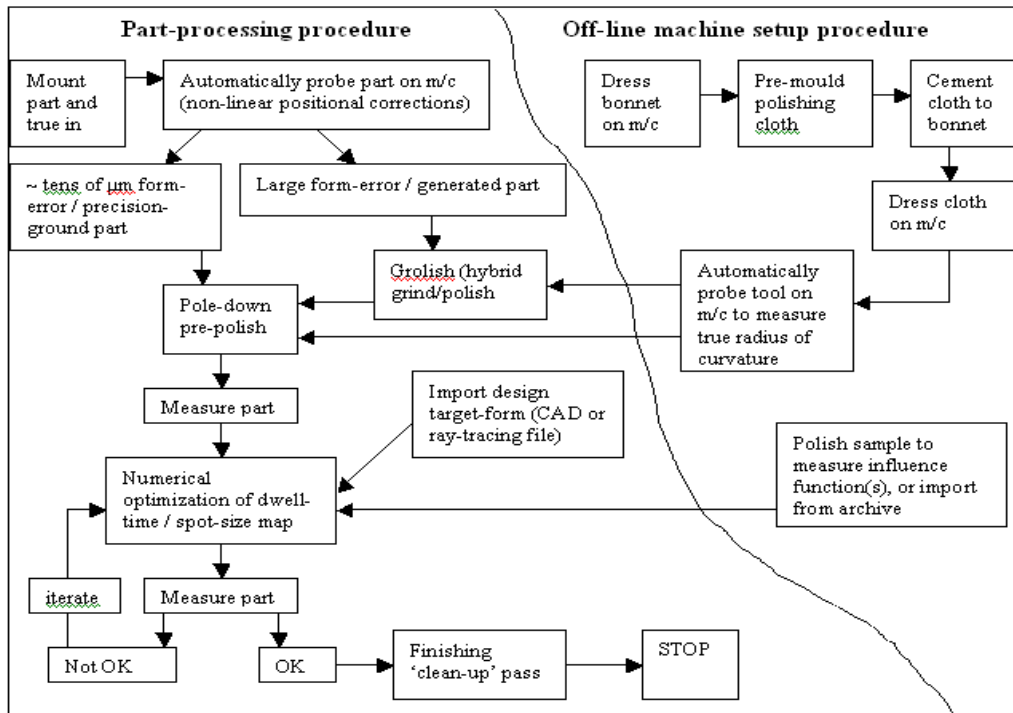 Part-processing procedure
Off-line machine setup procedure
Mount
part and
true in
Automatically probe part on m/c
(non-linear positional corrections)
Dress
bonnet
on m/c
Pre-mould
polishing
cloth
Cement
cloth to
bonnet
~ tens of µm form-
error / precision-
ground part
Large form-error / generated part
Dress cloth
on m/c
Grolish (hybrid
grind/polish
Automatically
probe tool on
m/c to measure
true radius of
curvature
Pole-down
pre-polish
Measure part
Import design
target-form (CAD or
ray-tracing file)
Polish sample to
measure influence
function(s), or import
from archive
Numerical
optimization of dwell-
time / spot-size map
iterate
Measure part
Not OK
OK
Finishing
‘clean-up’ pass
STOP